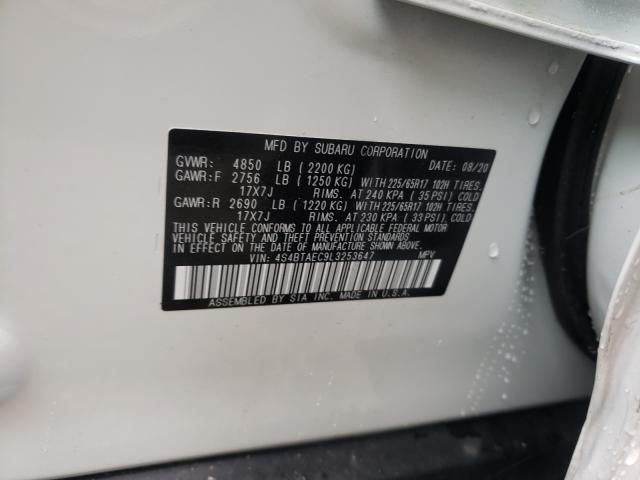 MFD BY SUBARU CORPORATION
GVWR: 4850 LB (2200 KG) DATE: 08/20
GAWR:F 2756 LB (1250 KG) WITH 225/65R17 102H TIRES,
17X7J RIMS, AT 240 KPA (35 PSI) COLD
GAWR:R 2690 LB (1220 KG) WITH 225/65R17 102H TIRES,
17X7J RIMS, AT 230 KPA (33 PSI) COLD
THIS VEHICLE CONFORMS TO ALL APPLICABLE FEDERAL MOTOR
VEHICLE SAFETY AND THEFT PREVENTION STANDARDS IN EFFECT
ON THE DATE OF MANUFACTURE SHOWN ABOVE.
VIN: 4S4BTAEC9L3253647 MPV
ASSEMBLED BY SIA INC. MADE IN U.S.A.